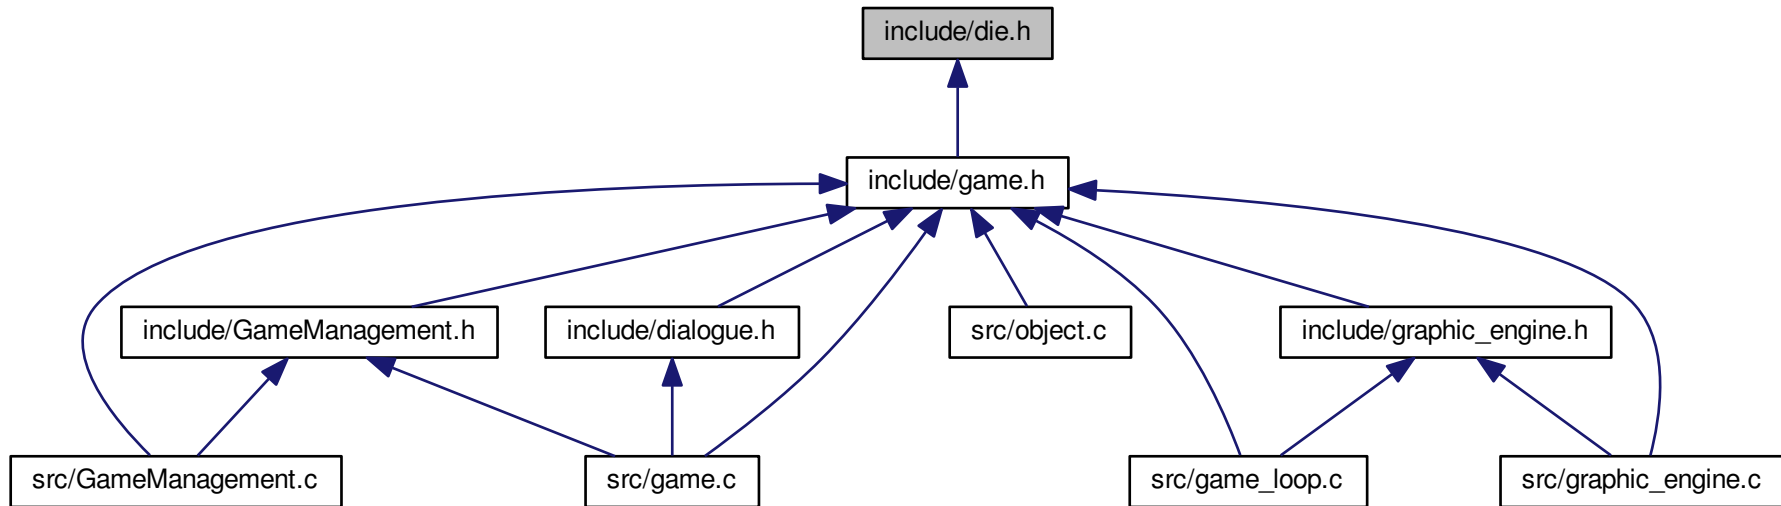 include/die.h
include/game.h
include/GameManagement.h
include/dialogue.h
src/object.c
include/graphic_engine.h
src/GameManagement.c
src/game.c
src/game_loop.c
src/graphic_engine.c